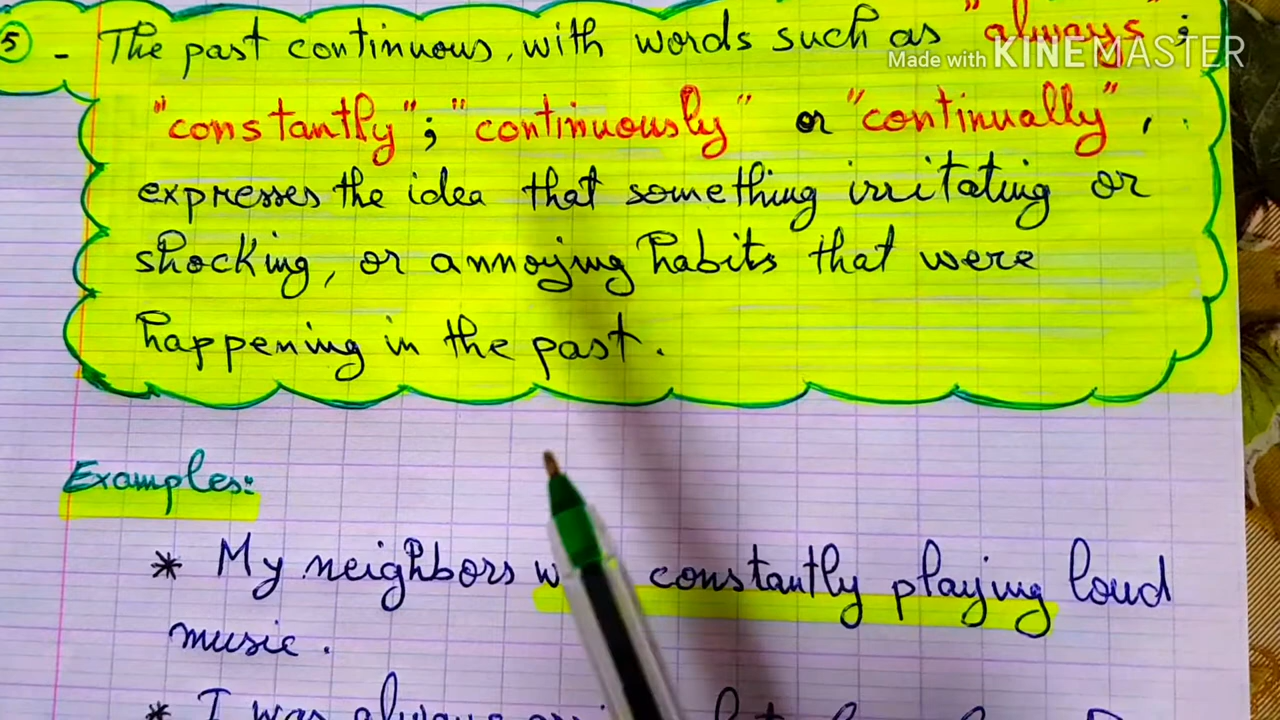 5 - The past continuous, with words such as "always";
Made with KINEMASTER
"constantly"; "continuously" or "continually",
expresses the idea that something irritating or
shocking, or annoying habits that were
happening in the past.
Examples:
* My neighbors constantly playing loud
music.
* I was always